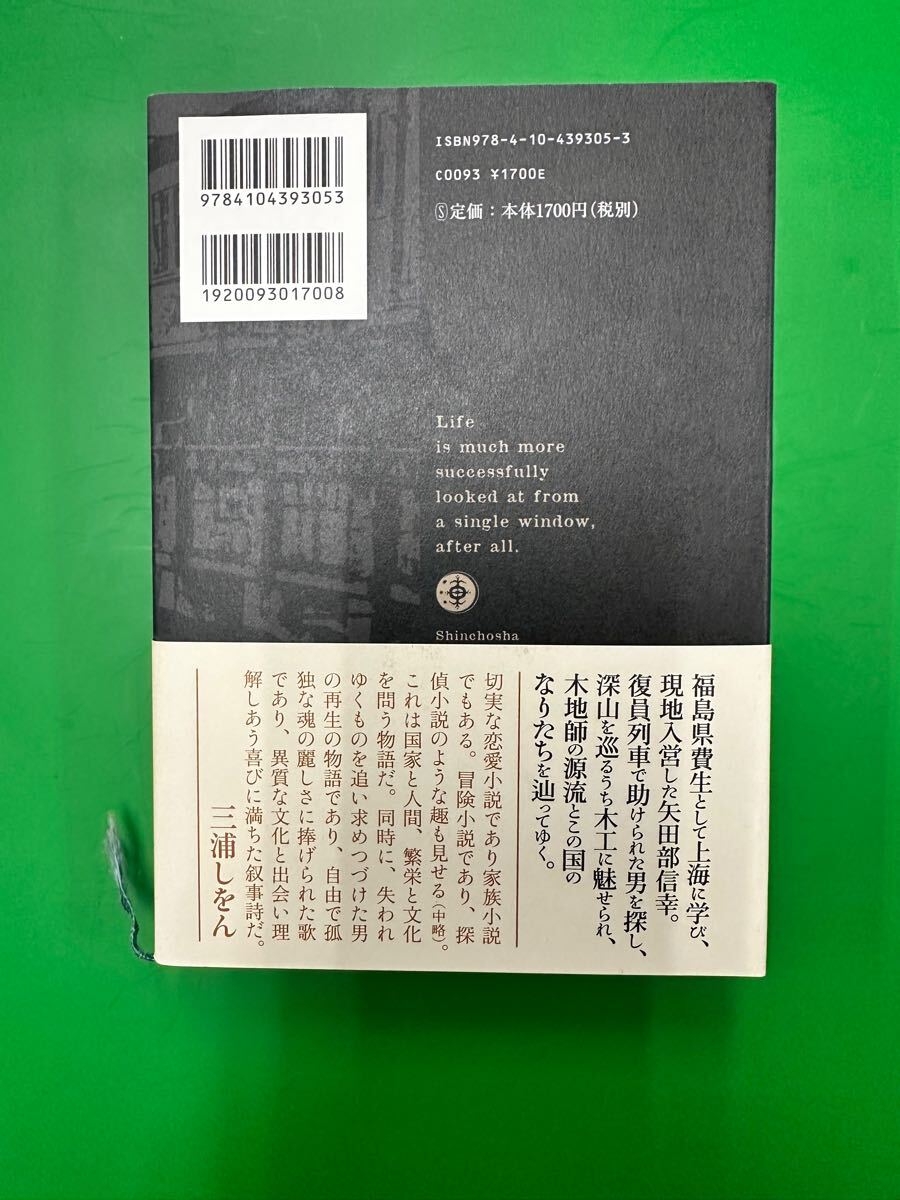 9784104393053
1920093017008
ISBN978-4-10-439305-3
C0093 ¥1700E
Ⓢ定価：本体1700円(税別)
Life
is much more
successfully
looked at from
a single window,
after all.
Shinchosha
福島県費生として上海に学び、
現地入営した矢田部信幸。
復員列車で助けられた男を探し、
深山を巡るうち木工に魅せられ、
木地師の源流とこの国の
なりたちを辿ってゆく。
切実な恋愛小説であり家族小説
でもある。冒険小説であり、探
偵小説のような趣も見せる（中略）。
これは国家と人間、繁栄と文化
を問う物語だ。同時に、失われ
ゆくものを追い求めつづけた男
の再生の物語であり、自由で孤
独な魂の麗しさに捧げられた歌
であり、異質な文化と出会い理
解しあう喜びに満ちた叙事詩だ。
三浦しをん